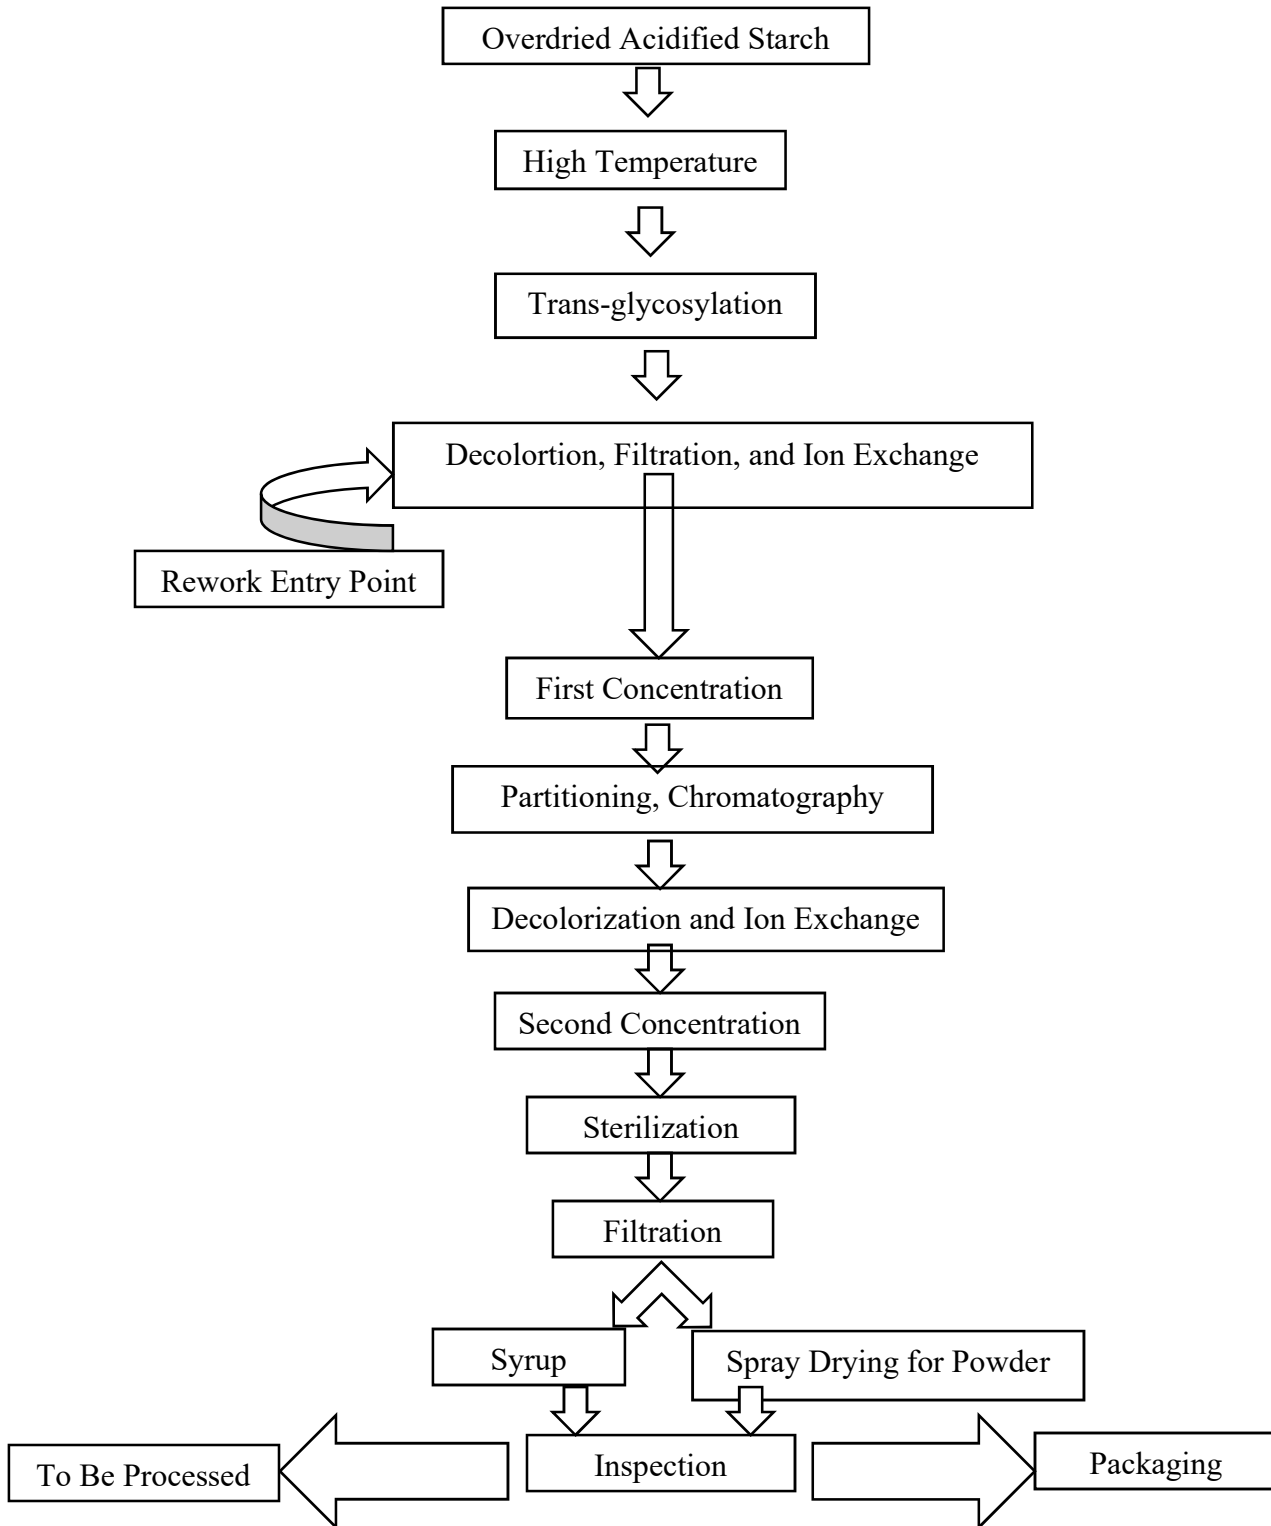 Overdried Acidified Starch
High Temperature
Trans-glycosylation
Decolortion, Filtration, and Ion Exchange
Rework Entry Point
First Concentration
Partitioning, Chromatography
Decolorization and Ion Exchange
Second Concentration
Sterilization
Filtration
Syrup
Spray Drying for Powder
To Be Processed
Inspection
Packaging